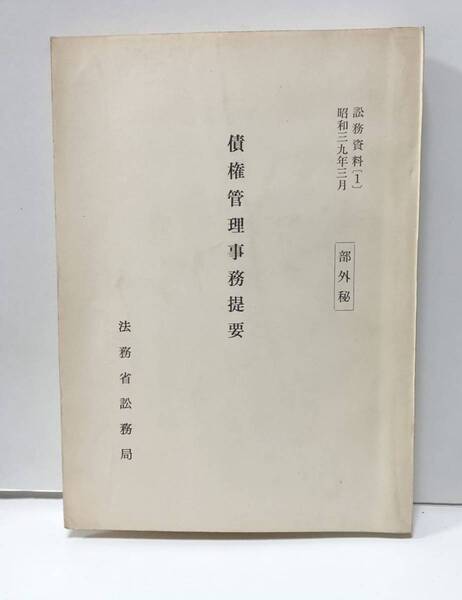 訟務資料〔1〕
昭和三九年三月
部外秘
債権管理事務提要
法務省訟務局